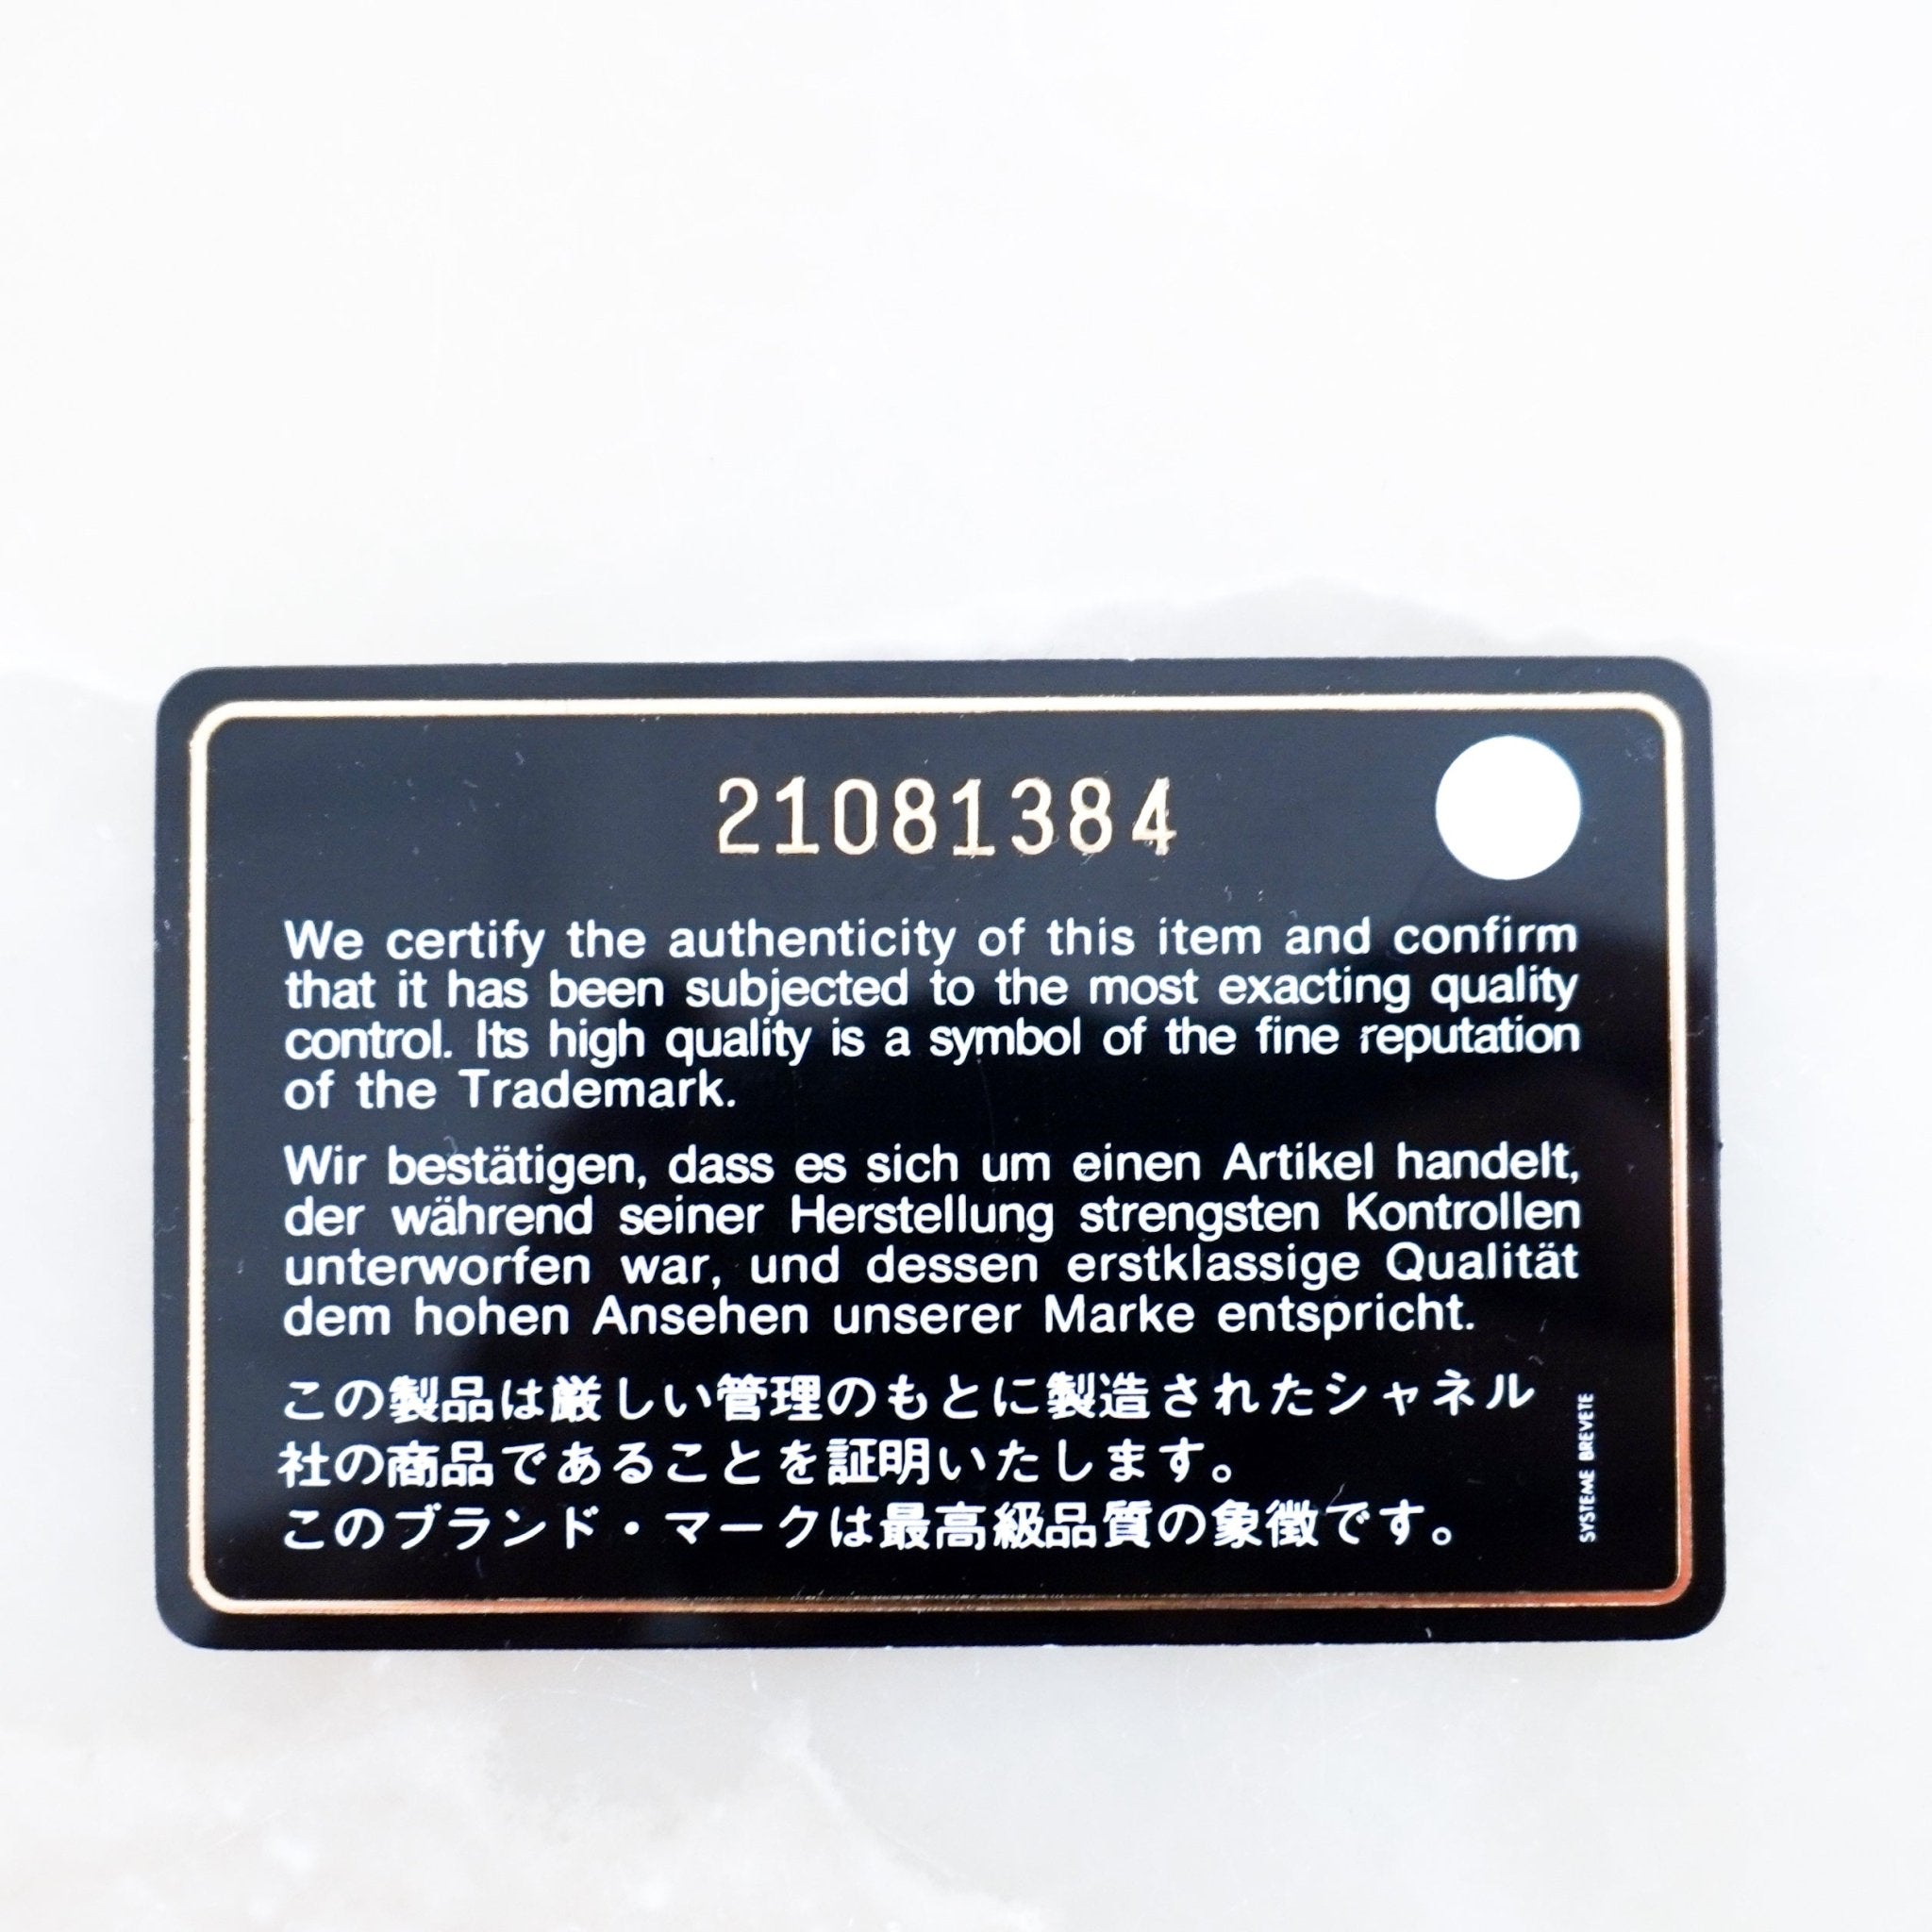 21081384
We certify the authenticity of this item and confirm
that it has been subjected to the most exacting quality
control. Its high quality is a symbol of the fine reputation
of the Trademark.
Wir bestätigen, dass es sich um einen Artikel handelt,
der während seiner Herstellung strengsten Kontrollen
unterworfen war, und dessen erstklassige Qualität
dem hohen Ansehen unserer Marke entspricht.
この製品は厳しい管理のもとに製造されたシャネル
社の商品であることを証明いたします。
このブランド・マークは最高級品質の象徴です。
SYSTEME BREVETE